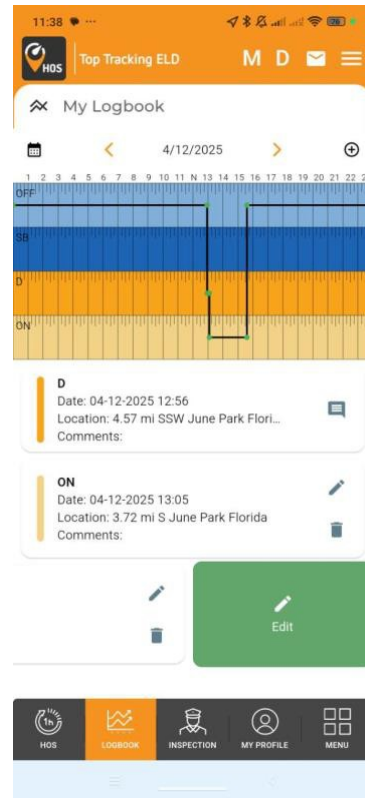 11:38
HOS
Top Tracking ELD
M D
My Logbook
4/12/2025
1 2 3 4 5 6 7 8 9 10 11 N 13 14 15 16 17 18 19 20 21 22 2
OFF
SB
D
ON
D
Date: 04-12-2025 12:56
Location: 4.57 mi SSW June Park Flori...
Comments:
ON
Date: 04-12-2025 13:05
Location: 3.72 mi S June Park Florida
Comments:
Edit
1h
HOS
LOGBOOK
INSPECTION
MY PROFILE
MENU